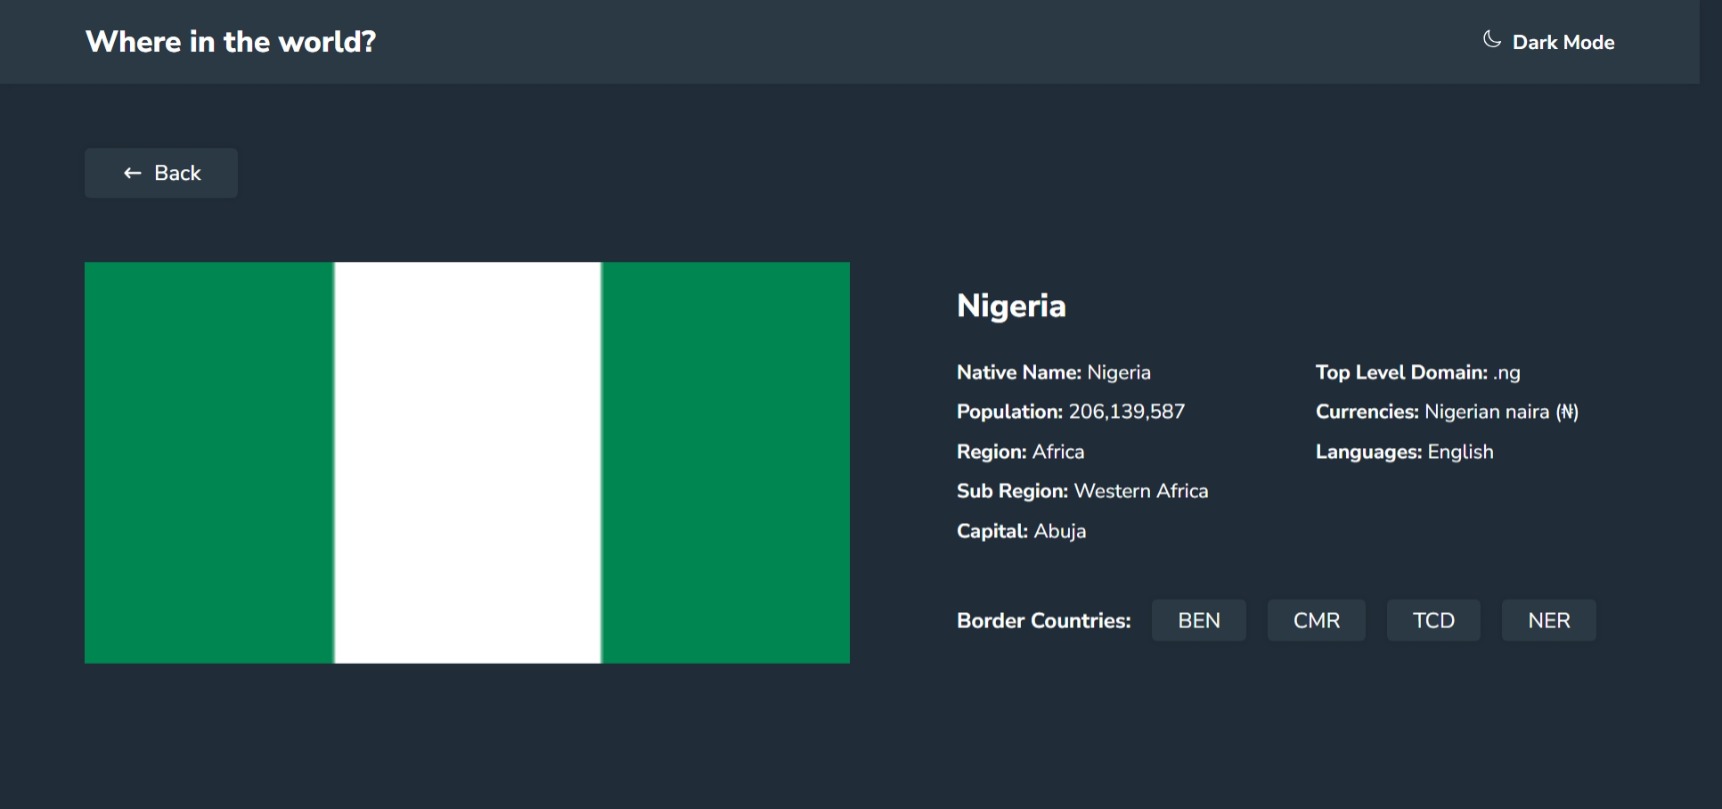 Where in the world?
Dark Mode
← Back
Nigeria
Native Name: Nigeria
Population: 206,139,587
Region: Africa
Sub Region: Western Africa
Capital: Abuja
Top Level Domain: .ng
Currencies: Nigerian naira (₦)
Languages: English
Border Countries: BEN CMR TCD NER